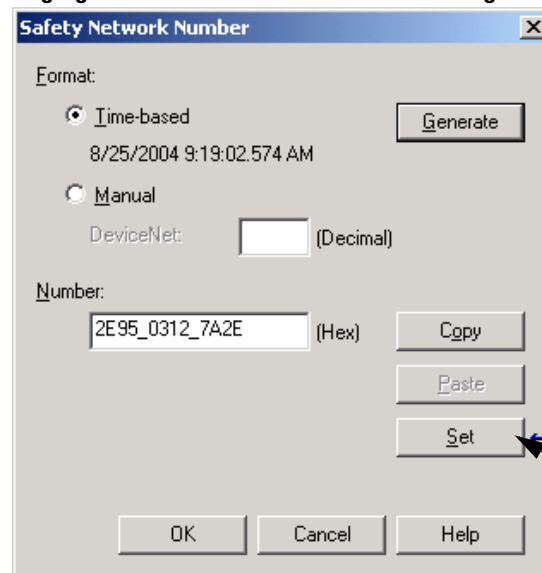 Safety Network Number
Format:
Time-based
Generate
8/25/2004 9:19:02.574 AM
Manual
DeviceNet: (Decimal)
Number:
2E95_0312_7A2E (Hex) Copy
Paste
Set
OK Cancel Help